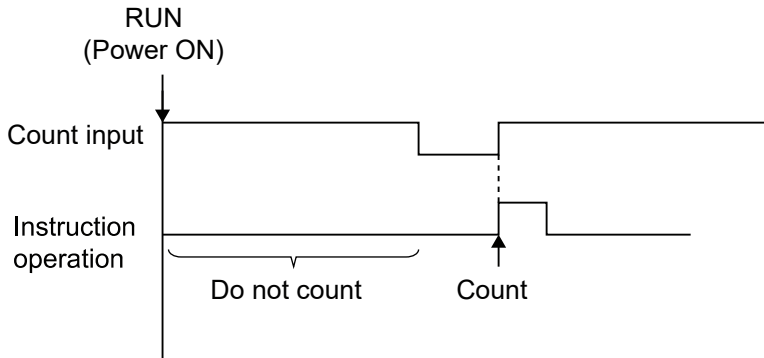 RUN
(Power ON)
Count input
Instruction
operation
Do not count
Count